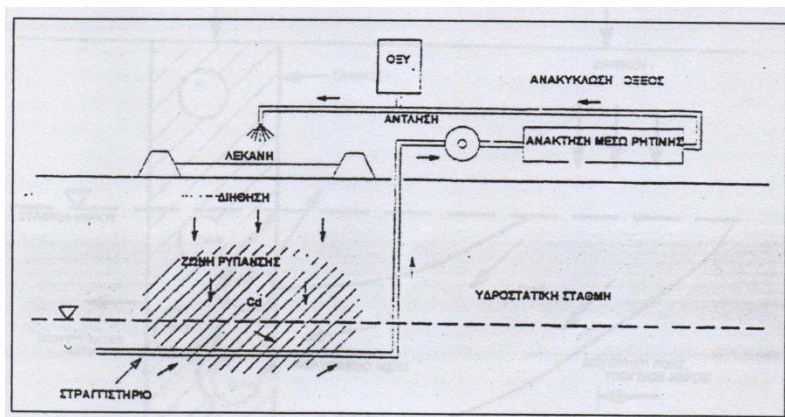 ΟΞΥ
ΑΝΑΚΥΚΛΩΣΗ ΟΞΕΟΣ
ΑΝΤΛΗΣΗ
ΑΝΑΚΤΗΣΗ ΜΕΣΩ ΡΗΤΙΝΗΣ
ΛΕΚΑΝΗ
ΔΙΗΘΗΣΗ
ΖΩΝΗ ΡΥΠΑΝΣΗΣ
Cd
ΥΔΡΟΣΤΑΤΙΚΗ ΣΤΑΘΜΗ
ΣΤΡΑΓΓΙΣΤΗΡΙΟ